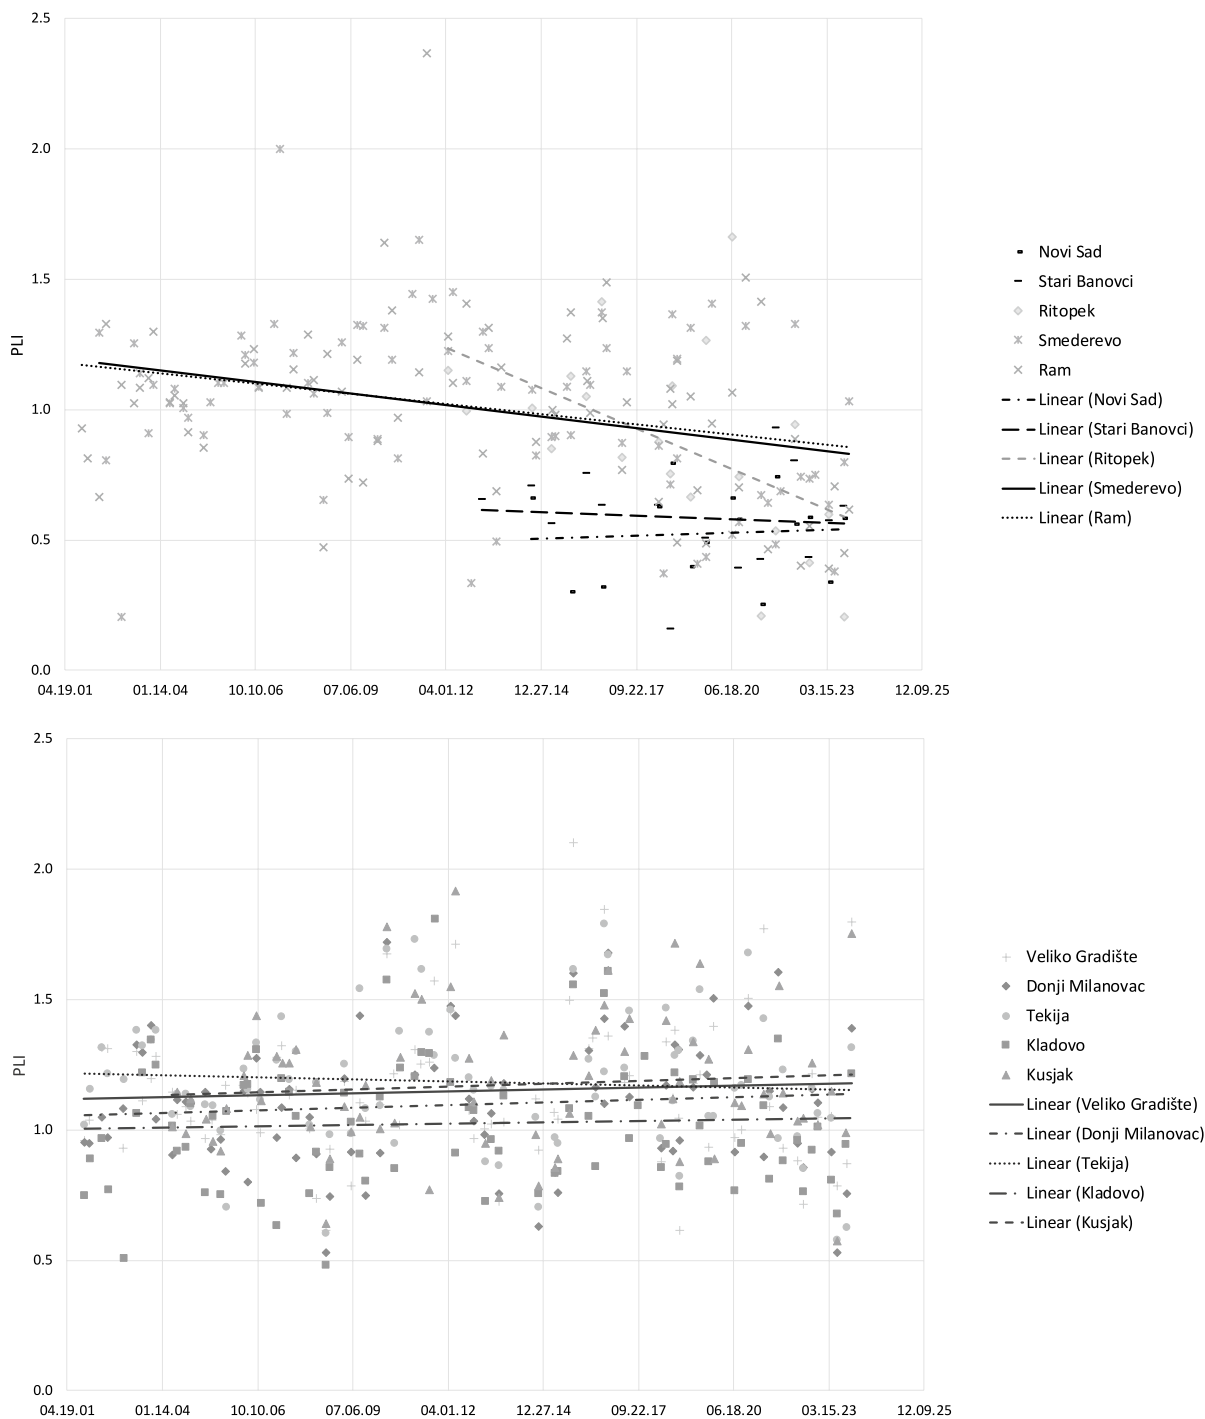 2.5
2.0
1.5
1.0
0.5
0.0
PLI
04.19.01 01.14.04 10.10.06 07.06.09 04.01.12 12.27.14 09.22.17 06.18.20 03.15.23 12.09.25
Novi Sad
Stari Banovci
Ritopek
Smederevo
Ram
Linear (Novi Sad)
Linear (Stari Banovci)
Linear (Ritopek)
Linear (Smederevo)
Linear (Ram)
2.5
2.0
1.5
1.0
0.5
0.0
PLI
04.19.01 01.14.04 10.10.06 07.06.09 04.01.12 12.27.14 09.22.17 06.18.20 03.15.23 12.09.25
Veliko Gradište
Donji Milanovac
Tekija
Kladovo
Kusjak
Linear (Veliko Gradište)
Linear (Donji Milanovac)
Linear (Tekija)
Linear (Kladovo)
Linear (Kusjak)